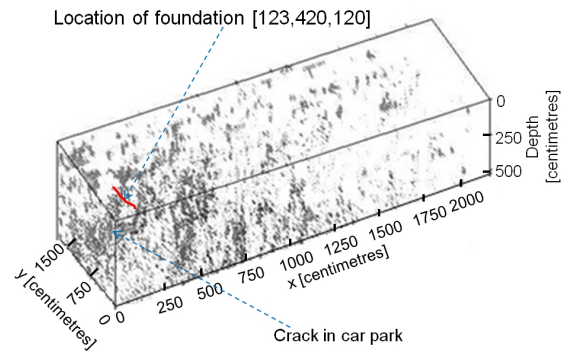 Location of foundation [123,420,120]
0
250
500
Depth
[centimetres]
1500
750
0
y [centimetres]
0
250
500
750
1000
1250
1500
1750
2000
x [centimetres]
Crack in car park